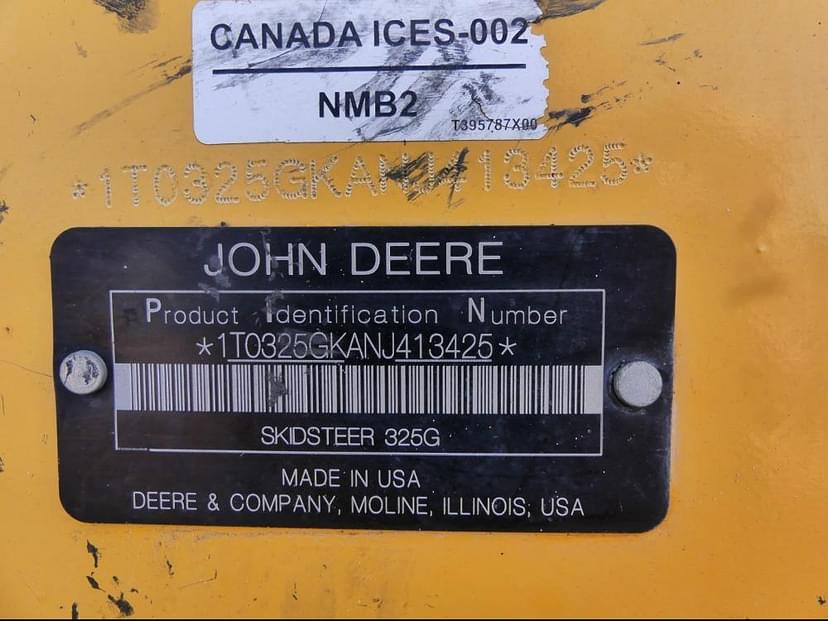 CANADA ICES-002
NMB2
T395787X00
*1T0325GKANJ413425*
JOHN DEERE
Product Identification Number
*1T0325GKANJ413425*
SKIDSTEER 325G
MADE IN USA
DEERE & COMPANY, MOLINE, ILLINOIS, USA